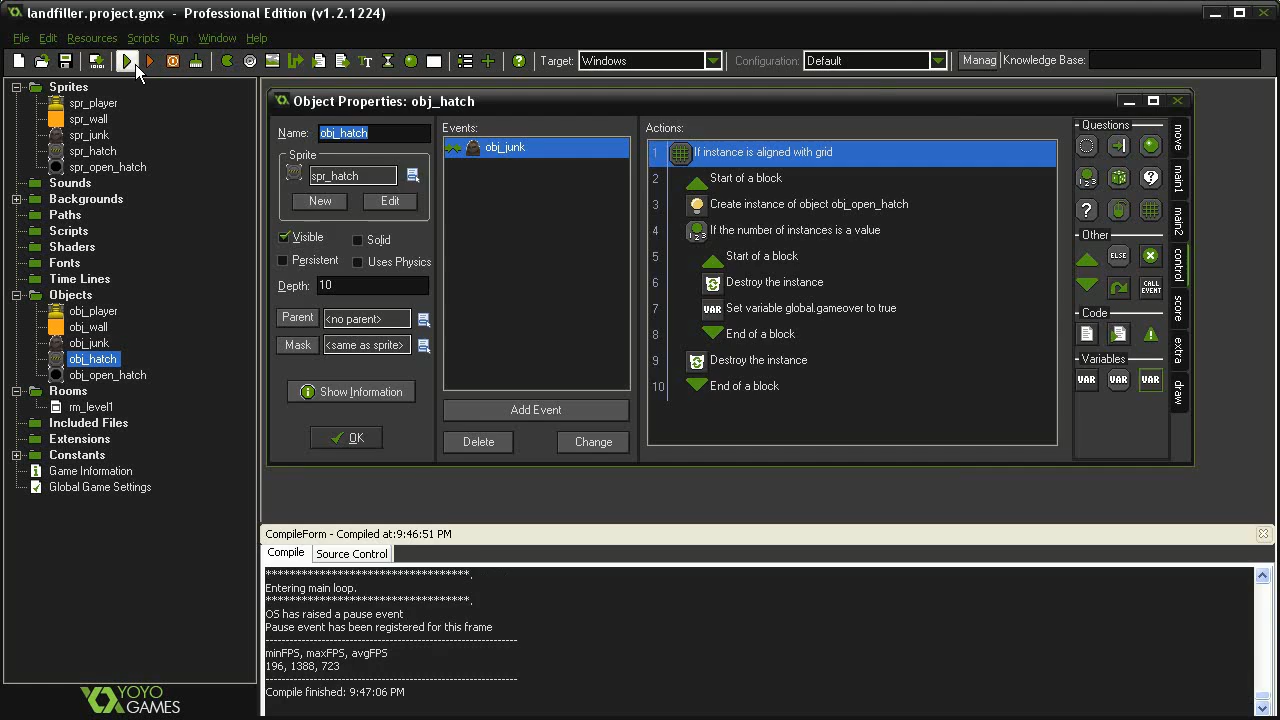 landfiller.project.gmx - Professional Edition (v1.2.1224)
File Edit Resources Scripts Run Window Help
Target: Windows Configuration: Default Manag Knowledge Base:
Sprites
spr_player
spr_wall
spr_junk
spr_hatch
spr_open_hatch
Sounds
Backgrounds
Paths
Scripts
Shaders
Fonts
Time Lines
Objects
obj_player
obj_wall
obj_junk
obj_hatch
obj_open_hatch
Rooms
rm_level1
Included Files
Extensions
Constants
Game Information
Global Game Settings
YOYO
GAMES
Object Properties: obj_hatch
Name: obj_hatch
Sprite
spr_hatch
New Edit
Visible Solid
Persistent Uses Physics
Depth: 10
Parent <no parent>
Mask <same as sprite>
Show Information
OK
Events:
obj_junk
Add Event
Delete Change
Actions:
1 If instance is aligned with grid
2 Start of a block
3 Create instance of object obj_open_hatch
4 If the number of instances is a value
5 Start of a block
6 Destroy the instance
7 VAR Set variable global.gameover to true
8 End of a block
9 Destroy the instance
10 End of a block
Questions
Other
ELSE
CALL EVENT
Code
Variables
VAR VAR VAR
move
main1
main2
control
score
extra
draw
CompileForm - Compiled at:9:46:51 PM
Compile Source Control
***********************************.
Entering main loop.
***********************************.
OS has raised a pause event
Pause event has been registered for this frame
------------------------------------------------------------
minFPS, maxFPS, avgFPS
196, 1388, 723
------------------------------------------------------------
Compile finished: 9:47:06 PM